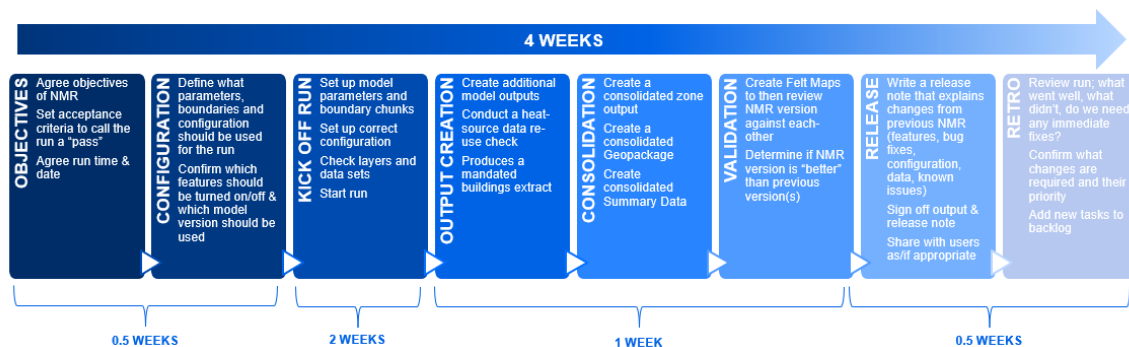 4 WEEKS
OBJECTIVES
Agree objectives
of NMR
Set acceptance
criteria to call the
run a “pass”
Agree run time &
date
CONFIGURATION
Define what
parameters,
boundaries and
configuration
should be used
for the run
Confirm which
features should
be turned on/off &
which model
version should be
used
KICK OFF RUN
Set up model
parameters and
boundary chunks
Set up correct
configuration
Check layers and
data sets
Start run
OUTPUT CREATION
Create additional
model outputs
Conduct a heat-
source data re-
use check
Produces a
mandated
buildings extract
CONSOLIDATION
Create a
consolidated zone
output
Create a
consolidated
Geopackage
Create
consolidated
Summary Data
VALIDATION
Create Felt Maps
to then review
NMR version
against each-
other
Determine if NMR
version is “better”
than previous
version(s)
RELEASE
Write a release
note that explains
changes from
previous NMR
(features, bug
fixes,
configuration,
data, known
issues)
Sign off output &
release note
Share with users
as/if appropriate
RETRO
Review run; what
went well, what
didn’t, do we need
any immediate
fixes?
Confirm what
changes are
required and their
priority
Add new tasks to
backlog
0.5 WEEKS
2 WEEKS
1 WEEK
0.5 WEEKS